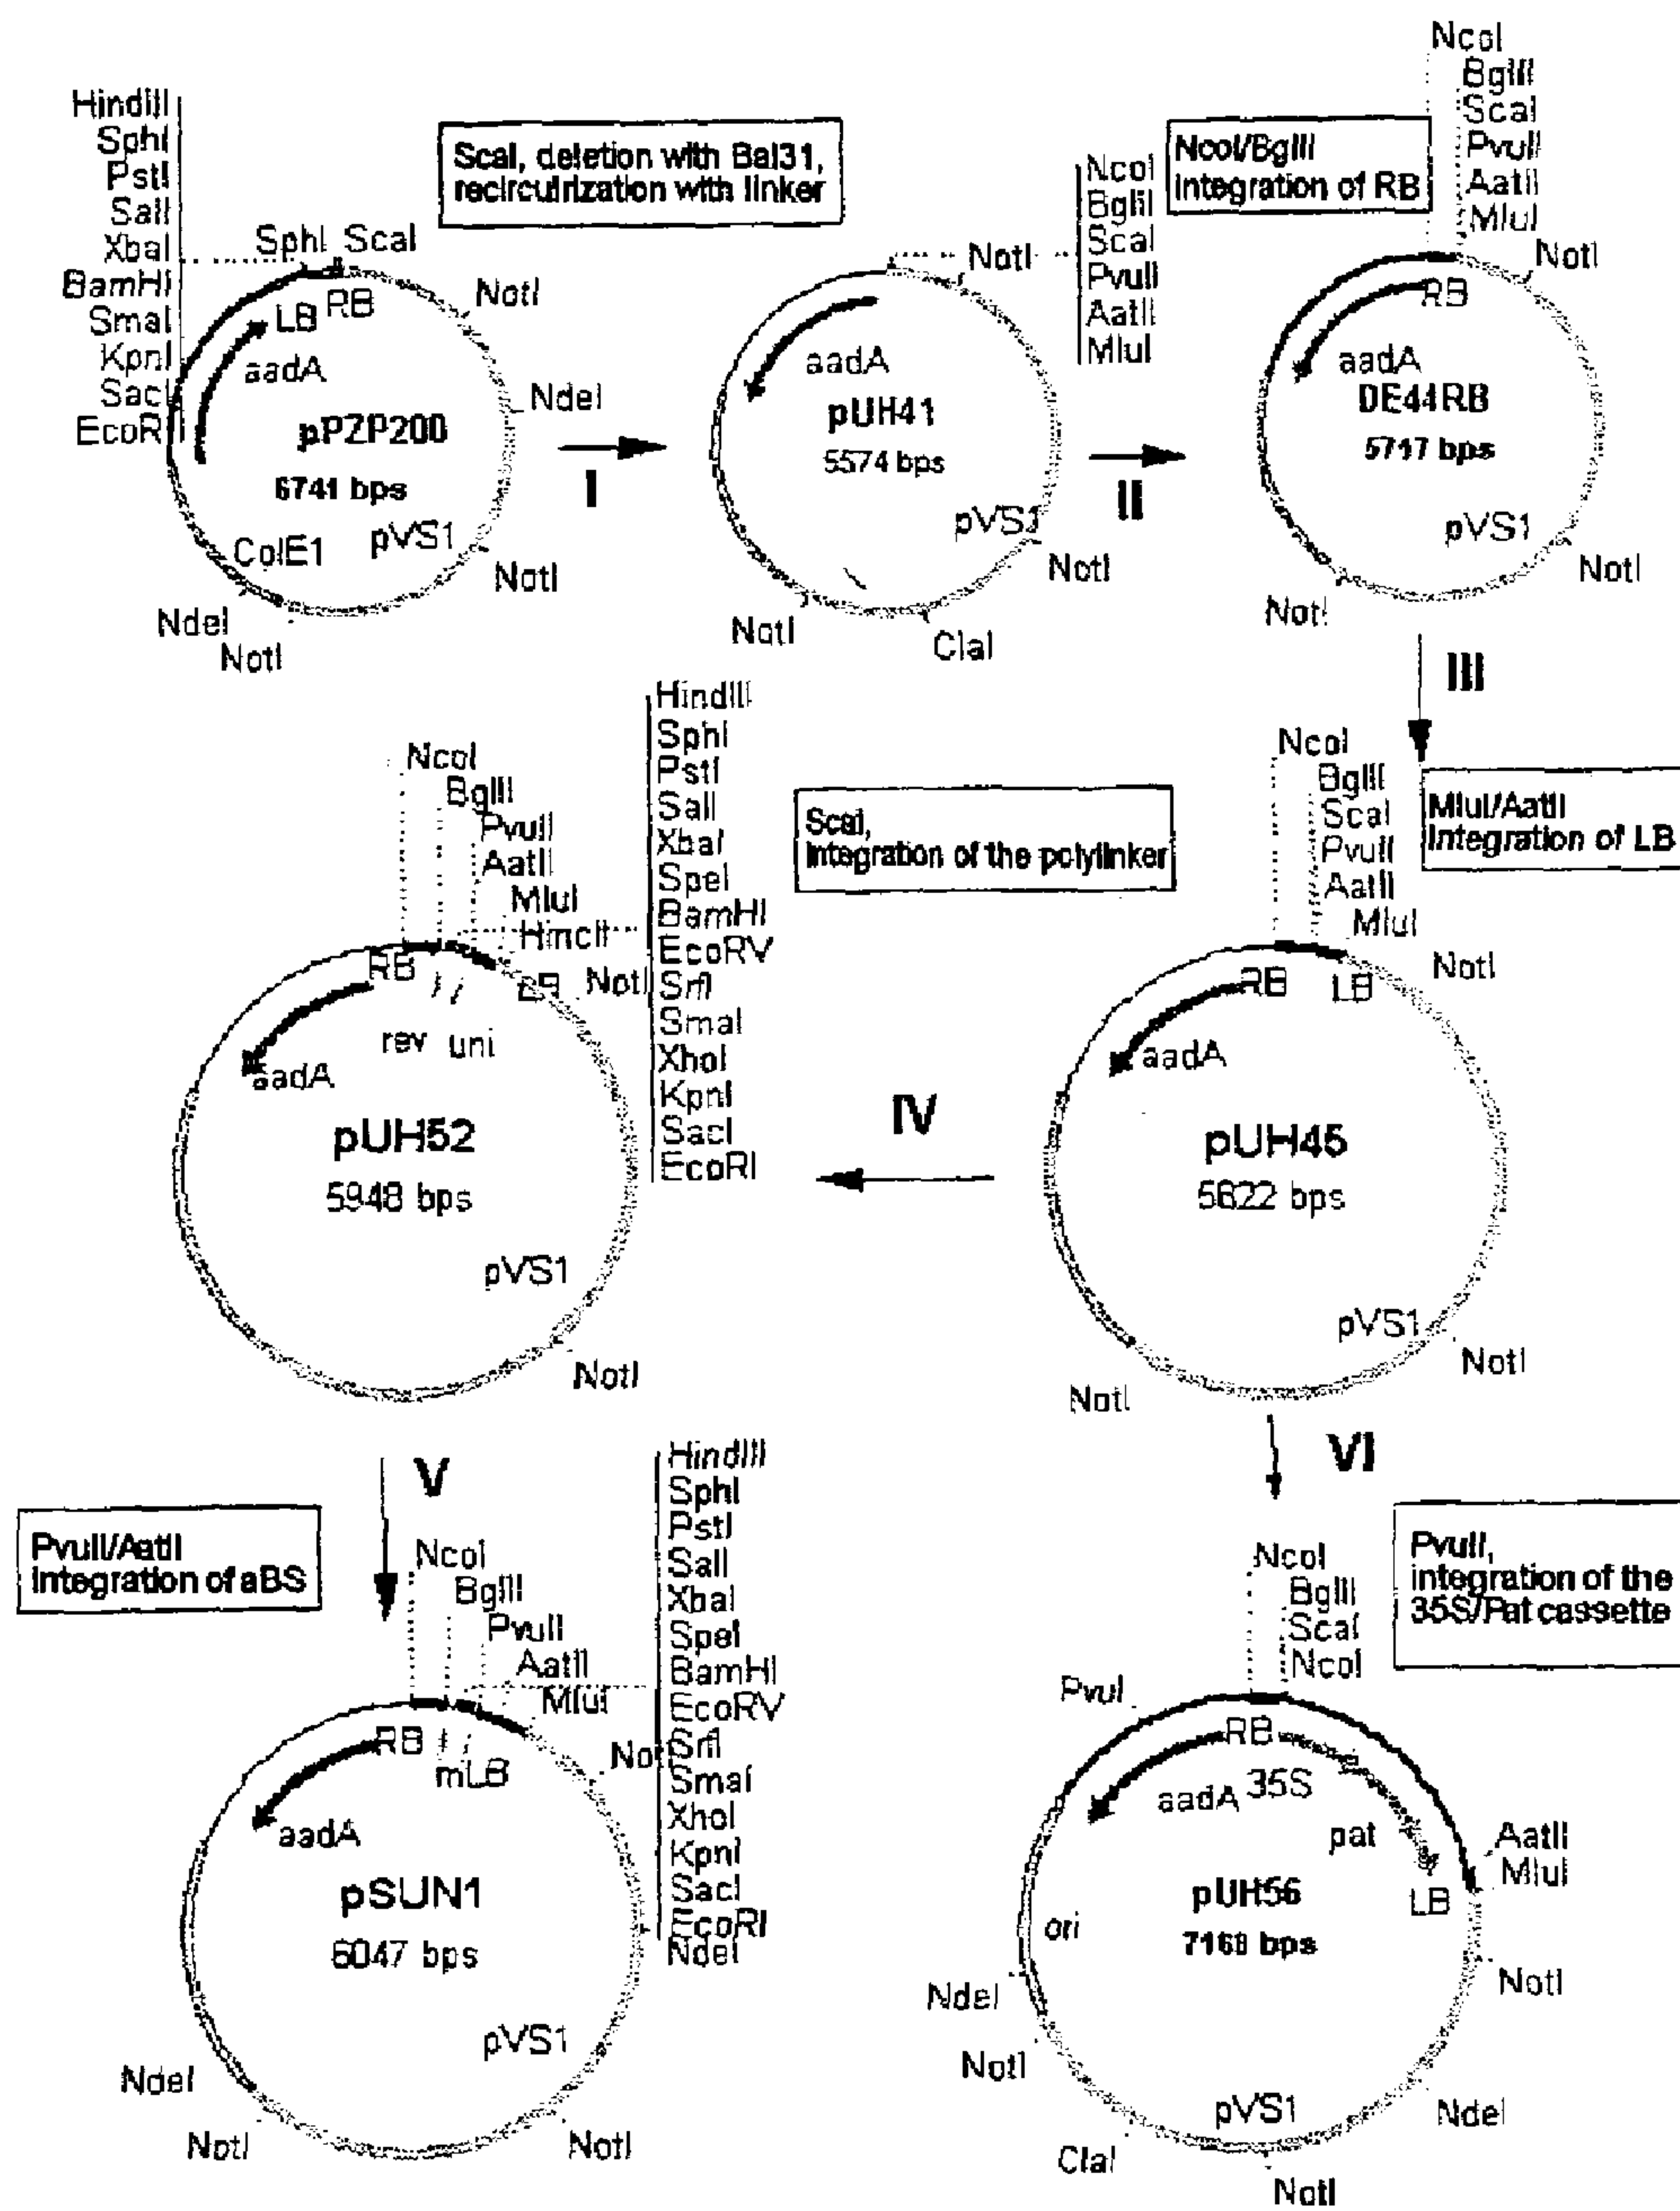 HindIII
SphI
PstI
SalI
XbaI
BamHI
SmaI
KpnI
SacI
EcoRI
SphI ScaI
LB RB
NotI
aadA
NdeI
pPZP200
6741 bps
ColE1
pVS1
NotI
NdeI
NotI
ScaI, deletion with Bal31,
recircufrization with linker
I
NotI
NcoI
BglII
ScaI
PvuII
AatII
MluI
aadA
pUH41
5574 bps
pVS1
NotI
NotI
ClaI
NcoI/BglII
Integration of RB
II
NcoI
BglII
ScaI
PvuII
AatII
MluI
NotI
RB
aadA
DE44RB
5717 bps
pVS1
NotI
NotI
III
MluI/AatII
Integration of LB
NcoI
BglII
ScaI
PvuII
AatII
MluI
NotI
RB
LB
aadA
pUH45
5822 bps
pVS1
NotI
NotI
IV
ScaI,
Integration of the polylinker
NcoI
BglII
PvuII
AatII
MluI
HincII
NotI
HindIII
SphI
PstI
SalI
XbaI
SpeI
BamHI
EcoRV
SrfI
SmaI
XhoI
KpnI
SacI
EcoRI
RB
rev uni
aadA
pUH52
5948 bps
pVS1
NotI
V
PvuII/AatII
Integration of aBS
NcoI
BglII
PvuII
AatII
MluI
HindIII
SphI
PstI
SalI
XbaI
SpeI
BamHI
EcoRV
SrfI
SmaI
XhoI
KpnI
SacI
EcoRI
NdeI
RB
mLB
aadA
pSUN1
6047 bps
pVS1
NdeI
NotI
NotI
VI
PvuII,
integration of the
35S/Pat cassette
NcoI
BglII
ScaI
NcoI
PvuI
RB
aadA 35S
pat
AatII
MluI
LB
pUH56
7168 bps
ori
NdeI
NotI
NotI
NdeI
pVS1
ClaI
NotI